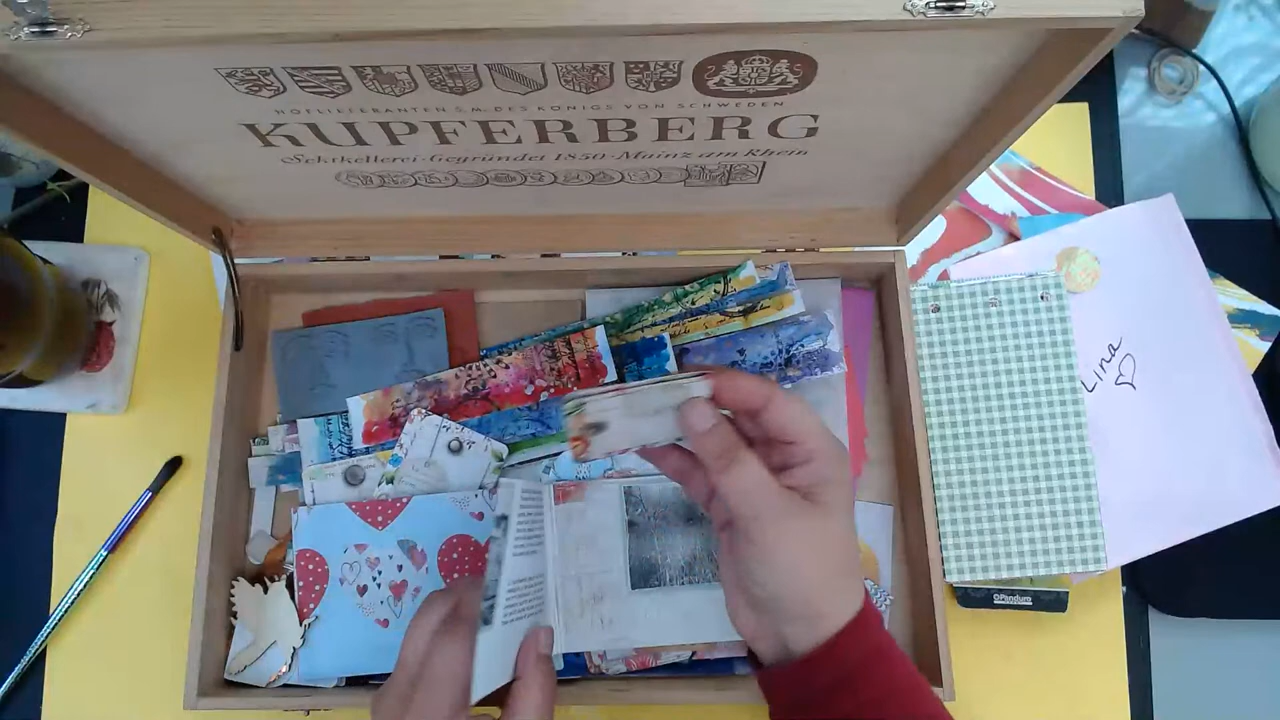 HOFLIEFERANTEN S.M. DES KÖNIGS VON SCHWEDEN
KUPFERBERG
Sektkellerei·Gegründet 1850·Mainz am Rhein
Lina
Panduro